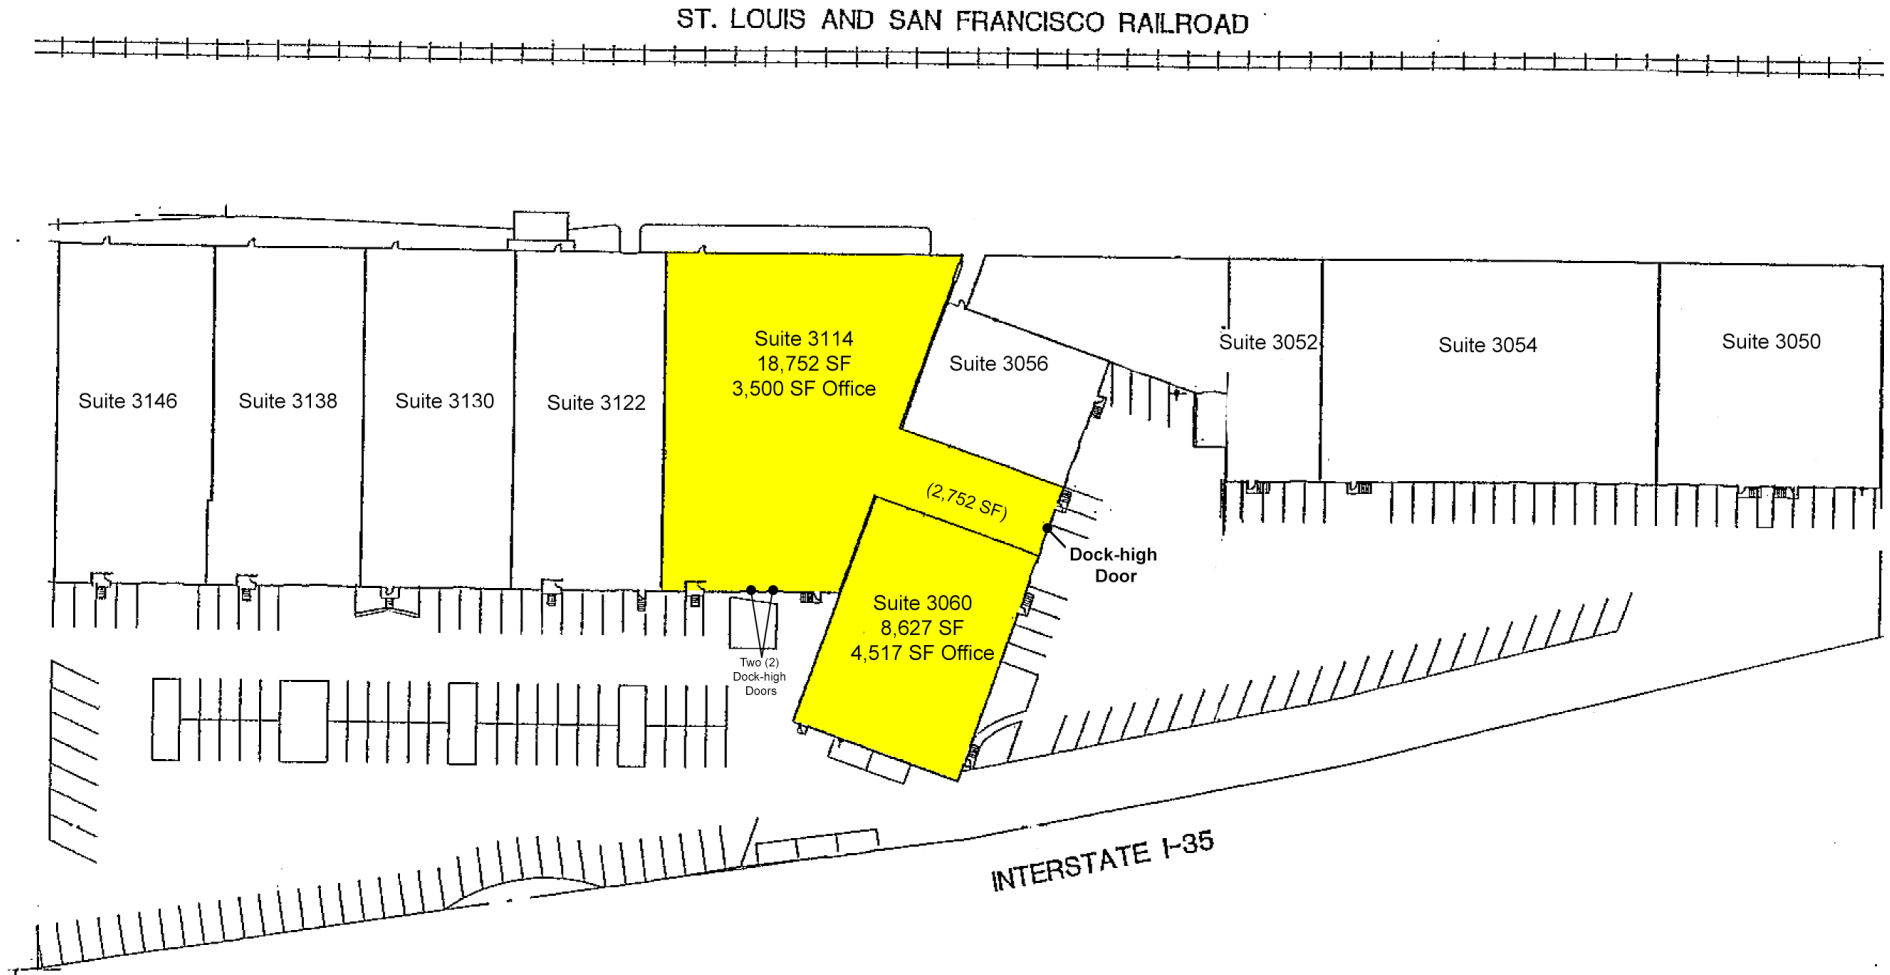 ST. LOUIS AND SAN FRANCISCO RAILROAD
Suite 3146
Suite 3138
Suite 3130
Suite 3122
Suite 3114
18,752 SF
3,500 SF Office
Suite 3056
Suite 3052
Suite 3054
Suite 3050
(2,752 SF)
Dock-high
Door
Suite 3060
8,627 SF
4,517 SF Office
Two (2)
Dock-high
Doors
INTERSTATE I-35